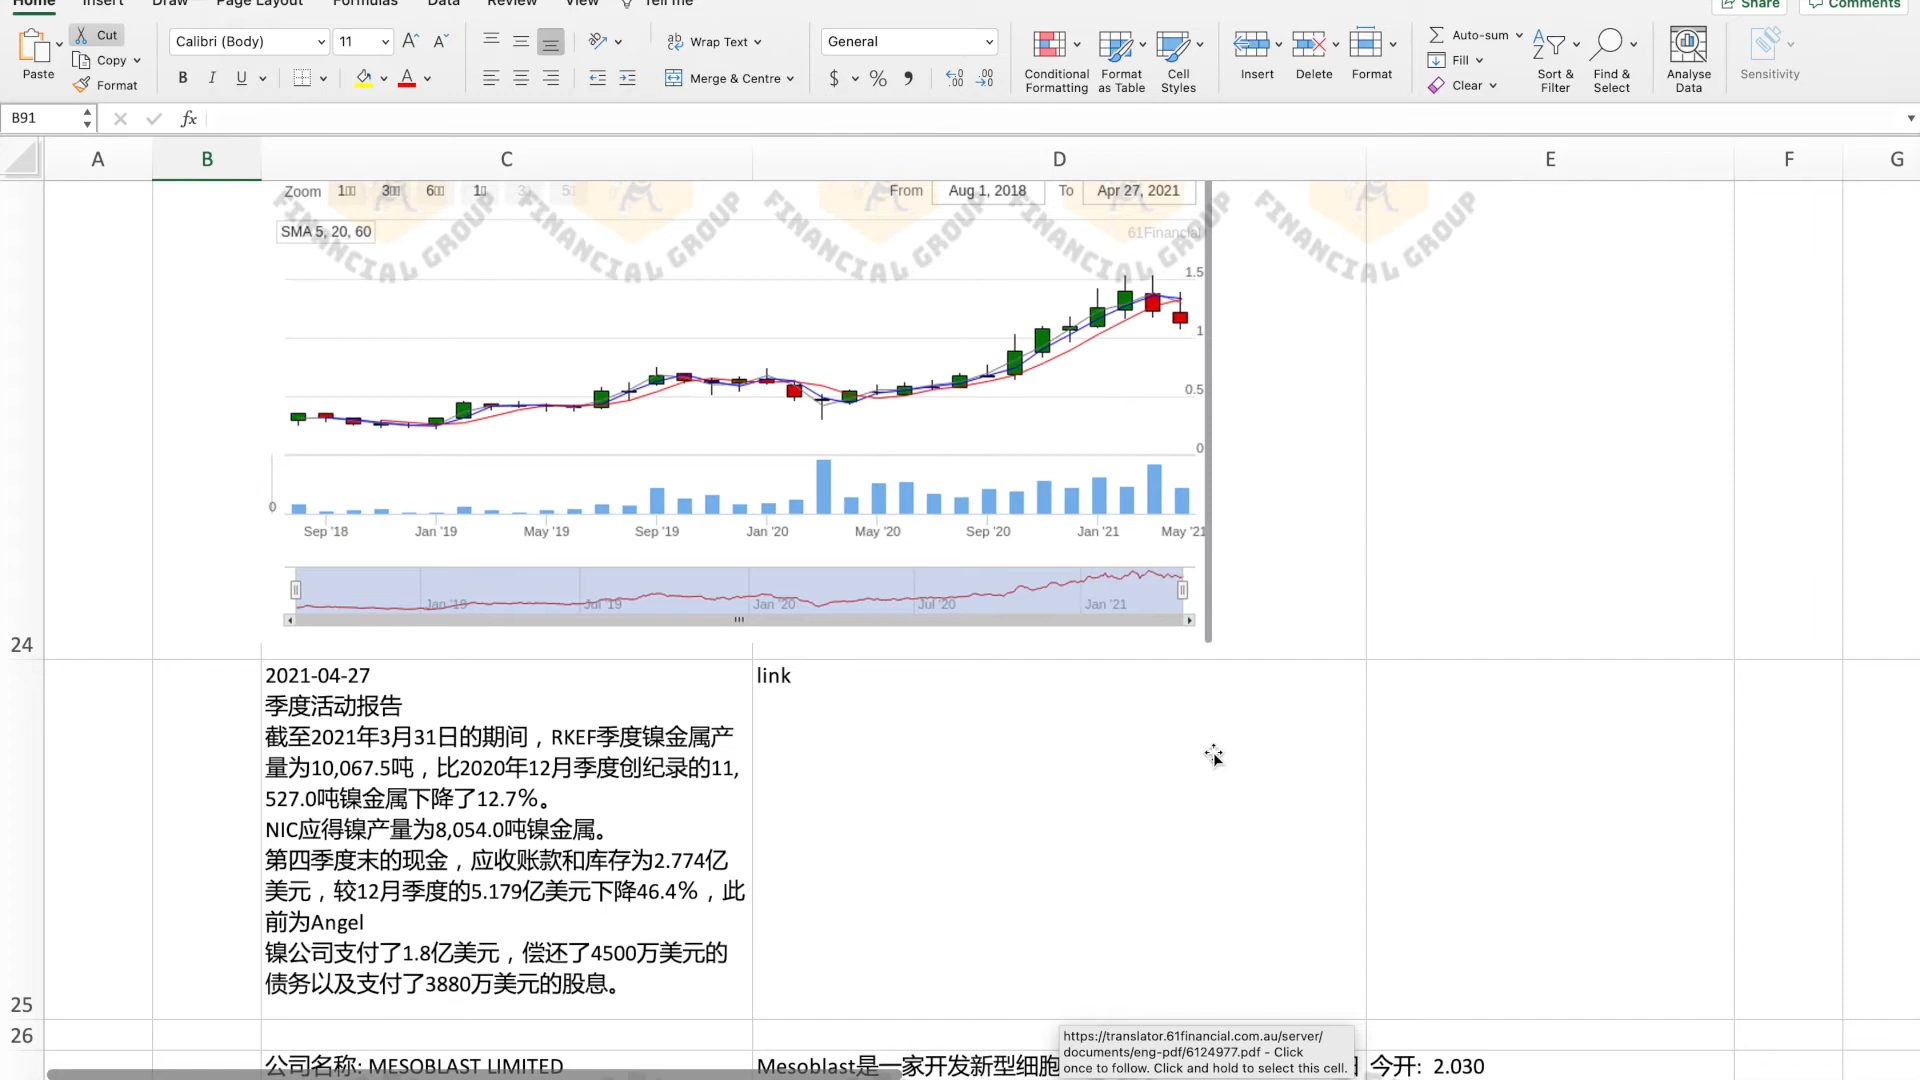 Home Insert Draw Page Layout Formulas Data Review View Tell me Share Comments
Cut Calibri (Body) 11 Wrap Text General Auto-sum
Copy Fill
Paste Format B I U Merge & Centre $ % Conditional Formatting Format as Table Cell Styles Insert Delete Format Clear Sort & Filter Find & Select Analyse Data Sensitivity
B91 fx
A B C D E F G
Zoom From Aug 1, 2018 To Apr 27, 2021
SMA 5, 20, 60 61Financial
FINANCIAL GROUP FINANCIAL GROUP FINANCIAL GROUP FINANCIAL GROUP FINANCIAL GROUP
1.5
1
0.5
0
0
Sep '18 Jan '19 May '19 Sep '19 Jan '20 May '20 Sep '20 Jan '21 May '21
Jan '19 Jul '19 Jan '20 Jul '20 Jan '21
24
2021-04-27 link
季度活动报告
截至2021年3月31日的期间，RKEF季度镍金属产
量为10,067.5吨，比2020年12月季度创纪录的11,
527.0吨镍金属下降了12.7%。
NIC应得镍产量为8,054.0吨镍金属。
第四季度末的现金，应收账款和库存为2.774亿
美元，较12月季度的5.179亿美元下降46.4%，此
前为Angel
镍公司支付了1.8亿美元，偿还了4500万美元的
债务以及支付了3880万美元的股息。
25
26
公司名称: MESOBLAST LIMITED Mesoblast是一家开发新型细胞 今开: 2.030
https://translator.61financial.com.au/server/
documents/eng-pdf/6124977.pdf - Click
once to follow. Click and hold to select this cell.